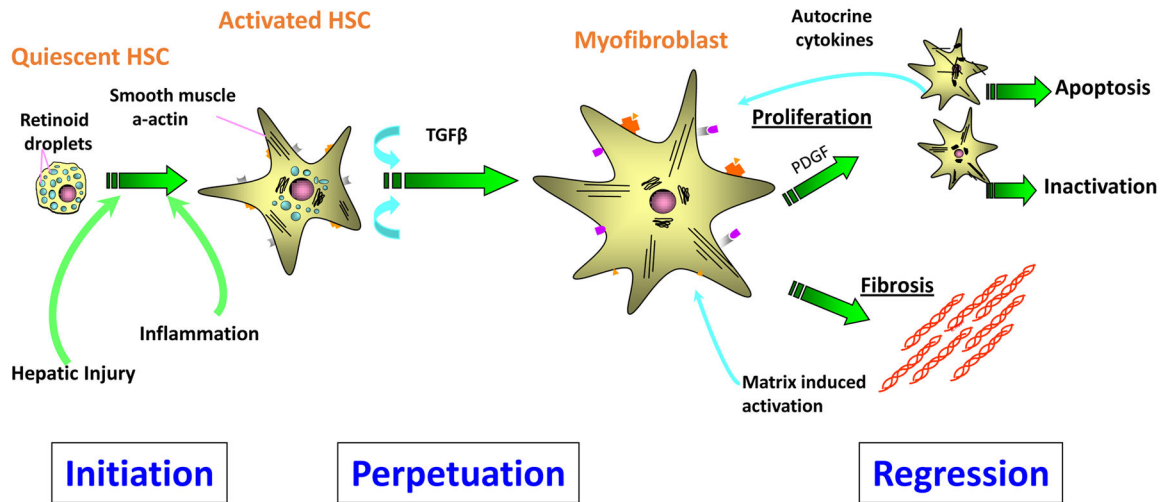 Activated HSC
Quiescent HSC
Smooth muscle
a-actin
Retinoid
droplets
TGFβ
Myofibroblast
Autocrine
cytokines
Proliferation
PDGF
Apoptosis
Inactivation
Fibrosis
Inflammation
Hepatic Injury
Matrix induced
activation
Initiation
Perpetuation
Regression